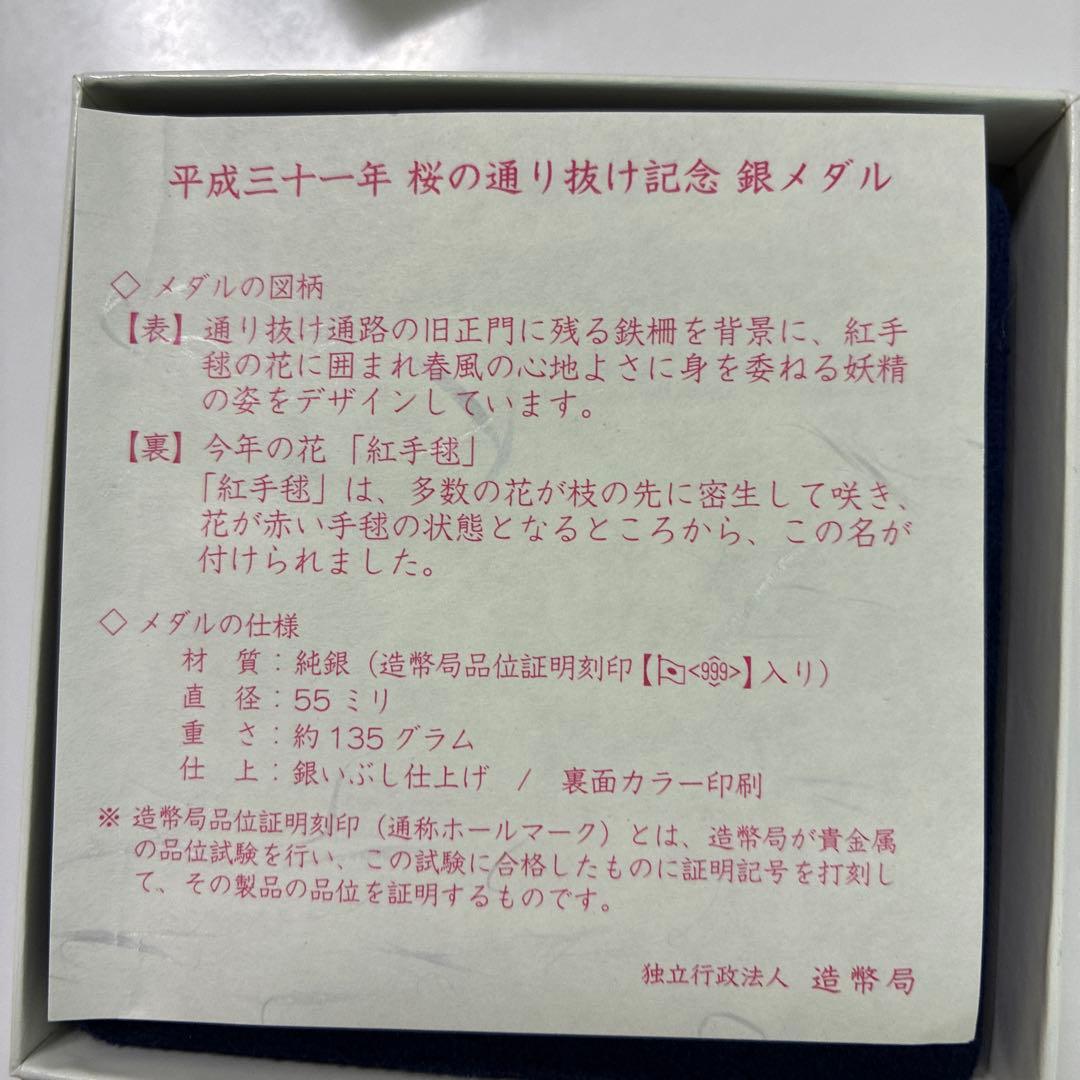 平成三十一年 桜の通り抜け記念 銀メダル
◇ メダルの図柄
【表】通り抜け通路の旧正門に残る鉄柵を背景に、紅手
毬の花に囲まれ春風の心地よさに身を委ねる妖精
の姿をデザインしています。
【裏】今年の花「紅手毬」
「紅手毬」は、多数の花が枝の先に密生して咲き、
花が赤い手毬の状態となるところから、この名が
付けられました。
◇ メダルの仕様
材 質：純銀（造幣局品位証明刻印【<999>】入り）
直 径：55ミリ
重 さ：約135グラム
仕 上：銀いぶし仕上げ / 裏面カラー印刷
※ 造幣局品位証明刻印（通称ホールマーク）とは、造幣局が貴金属
の品位試験を行い、この試験に合格したものに証明記号を打刻し
て、その製品の品位を証明するものです。
独立行政法人 造幣局